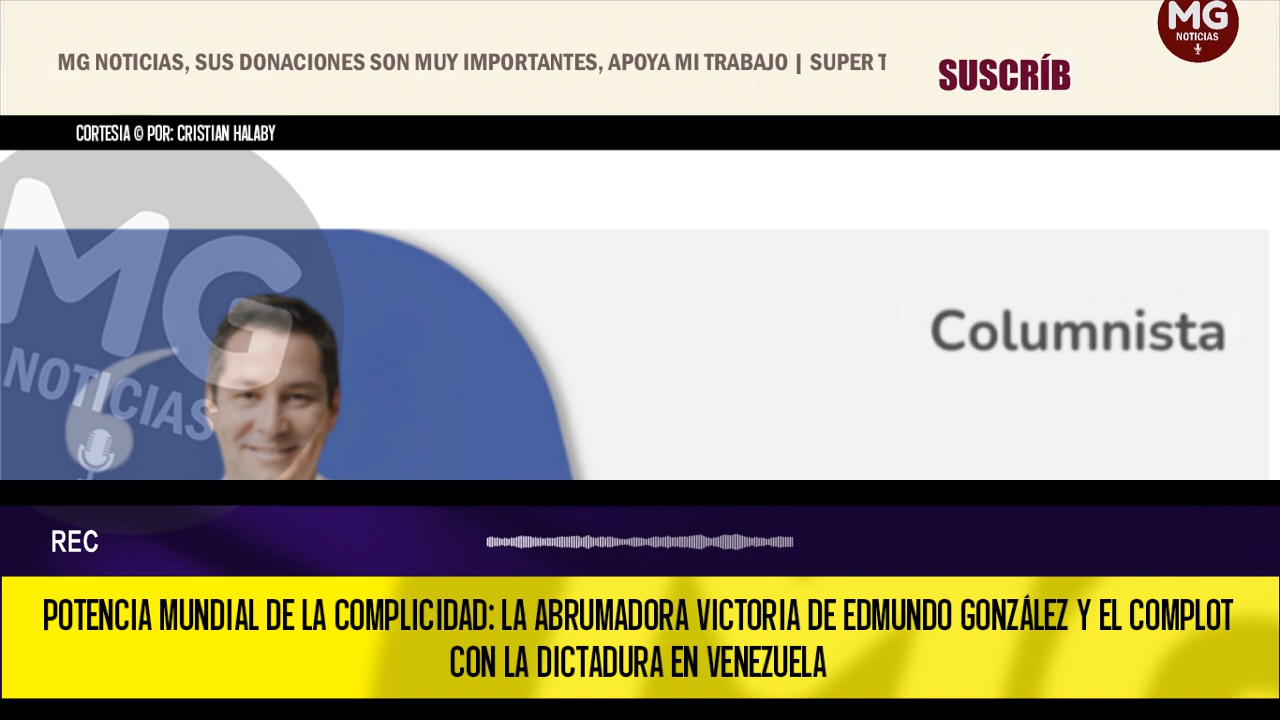 MG NOTICIAS, SUS DONACIONES SON MUY IMPORTANTES, APOYA MI TRABAJO | SUPER T
SUSCRÍB
MG
NOTICIAS
CORTESIA © POR: CRISTIAN HALABY
MG
NOTICIAS
Columnista
REC
POTENCIA MUNDIAL DE LA COMPLICIDAD: LA ABRUMADORA VICTORIA DE EDMUNDO GONZÁLEZ Y EL COMPLOT
CON LA DICTADURA EN VENEZUELA